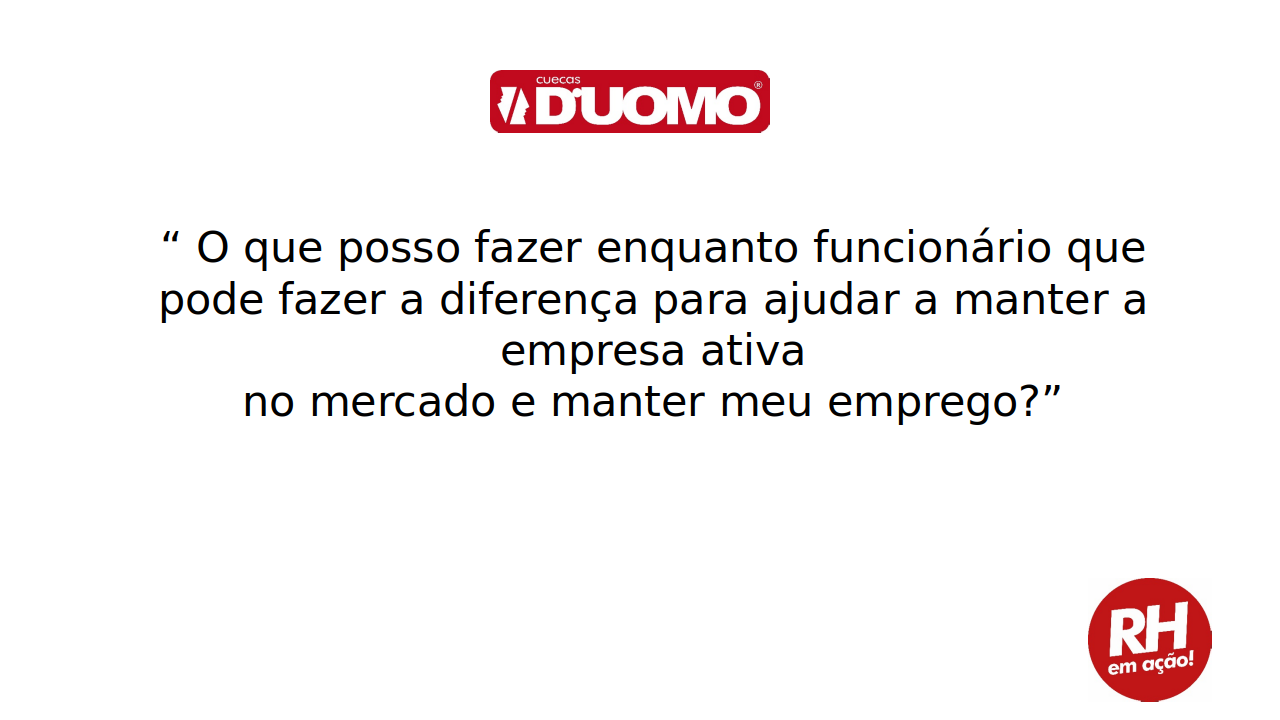 cuecas
D'UOMO®
“ O que posso fazer enquanto funcionário que
pode fazer a diferença para ajudar a manter a
empresa ativa
no mercado e manter meu emprego?”
RH
em ação!